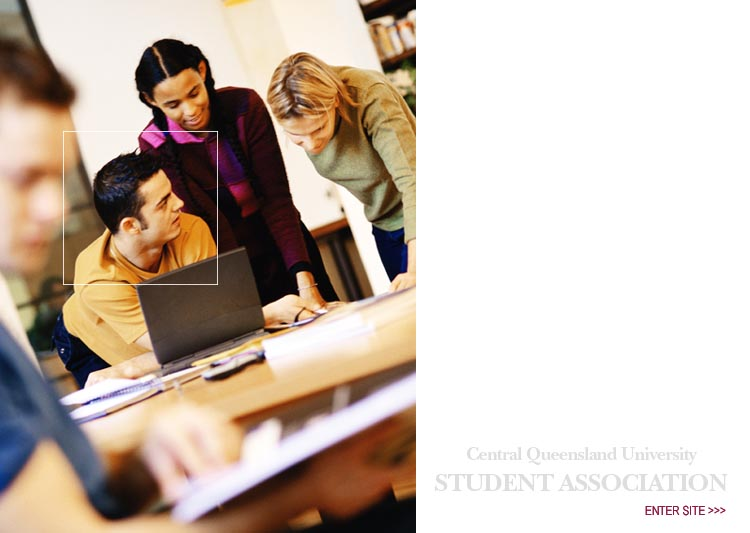 Central Queensland University
STUDENT ASSOCIATION
ENTER SITE >>>